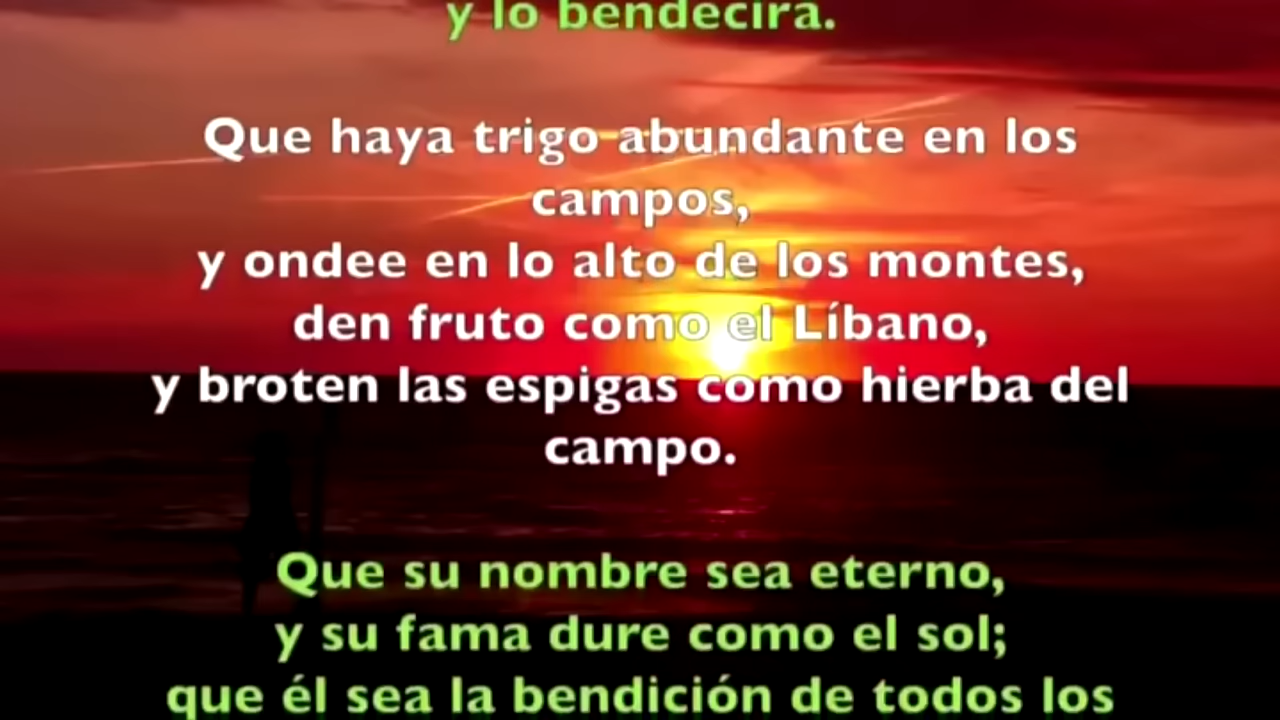 y lo bendecirá.
Que haya trigo abundante en los
campos,
y ondee en lo alto de los montes,
den fruto como el Líbano,
y broten las espigas como hierba del
campo.
Que su nombre sea eterno,
y su fama dure como el sol;
que él sea la bendición de todos los